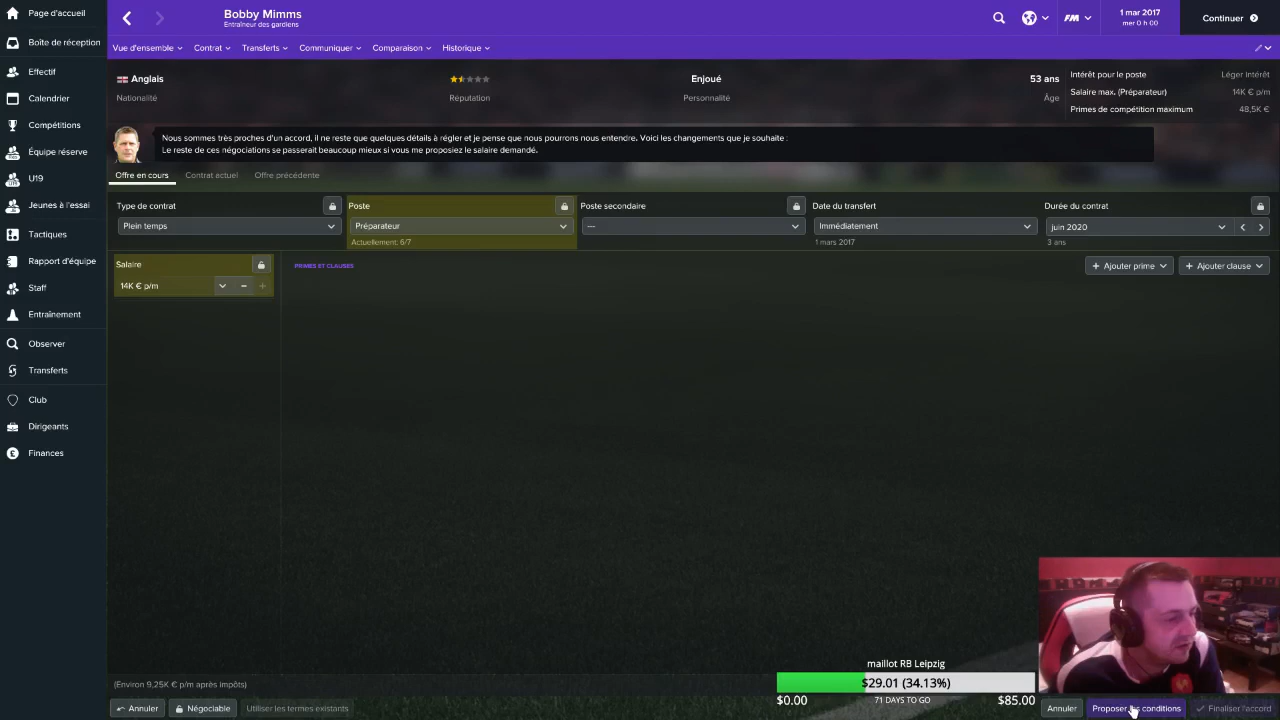 Page d'accueil
Boîte de réception
Effectif
Calendrier
Compétitions
Équipe réserve
U19
Jeunes à l'essai
Tactiques
Rapport d'équipe
Staff
Entraînement
Observer
Transferts
Club
Dirigeants
Finances
Bobby Mimms
Entraîneur des gardiens
FM
1 mar 2017
mer 0 h 00
Continuer
Vue d'ensemble
Contrat
Transferts
Communiquer
Comparaison
Historique
Anglais
Nationalité
Réputation
Enjoué
Personnalité
53 ans
Âge
Intérêt pour le poste Léger intérêt
Salaire max. (Préparateur) 14K € p/m
Primes de compétition maximum 48,5K €
Nous sommes très proches d'un accord, il ne reste que quelques détails à régler et je pense que nous pourrons nous entendre. Voici les changements que je souhaite :
Le reste de ces négociations se passerait beaucoup mieux si vous me proposiez le salaire demandé.
Offre en cours
Contrat actuel
Offre précédente
Type de contrat
Plein temps
Poste
Préparateur
Actuellement: 6/7
Poste secondaire
---
Date du transfert
Immédiatement
1 mars 2017
Durée du contrat
juin 2020
3 ans
Salaire
14K € p/m
PRIMES ET CLAUSES
+ Ajouter prime
+ Ajouter clause
(Environ 9,25K € p/m après impôts)
Annuler
Négociable
Utiliser les termes existants
maillot RB Leipzig
$29.01 (34.13%)
$0.00
71 DAYS TO GO
$85.00
Annuler
Proposer les conditions
Finaliser l'accord